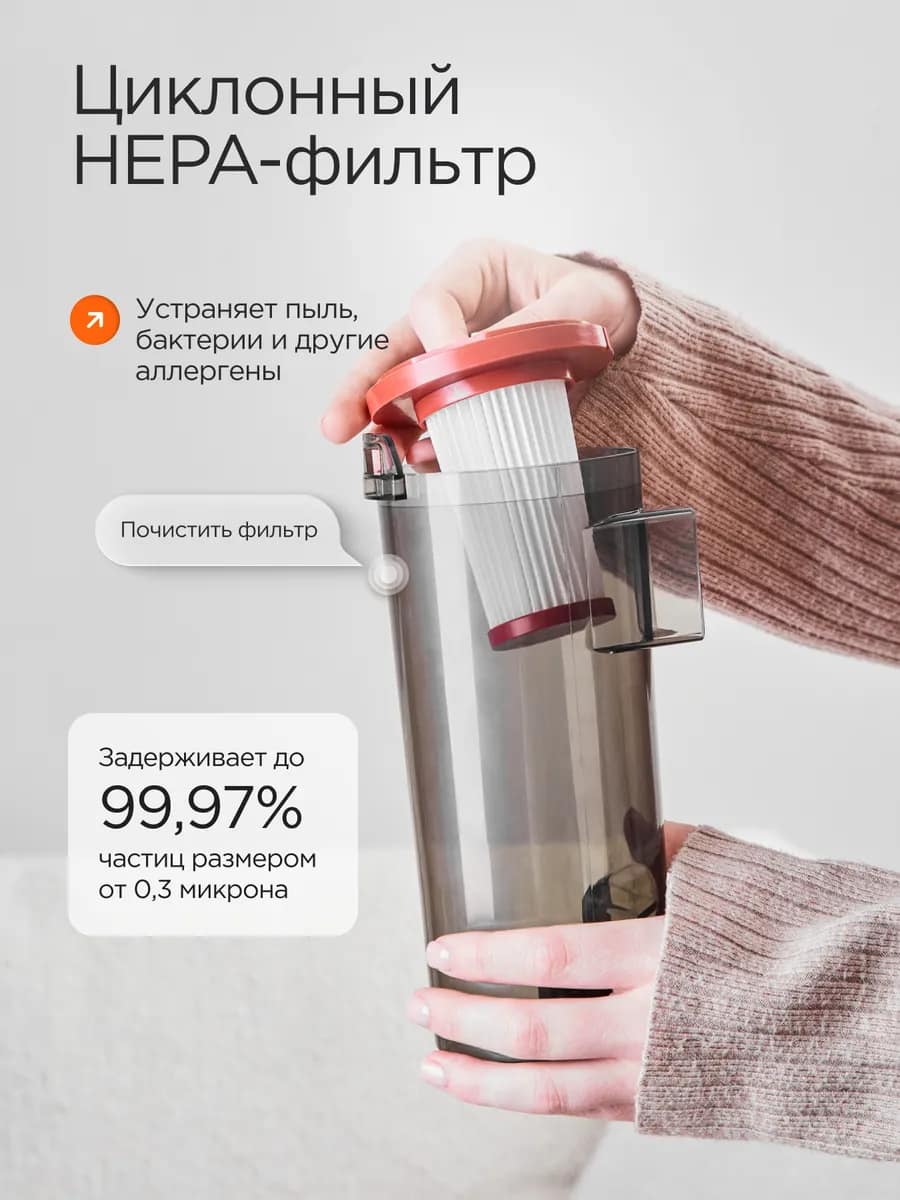 Циклонный
HEPA-фильтр
Устраняет пыль,
бактерии и другие
аллергены
Почистить фильтр
Задерживает до
99,97%
частиц размером
от 0,3 микрона